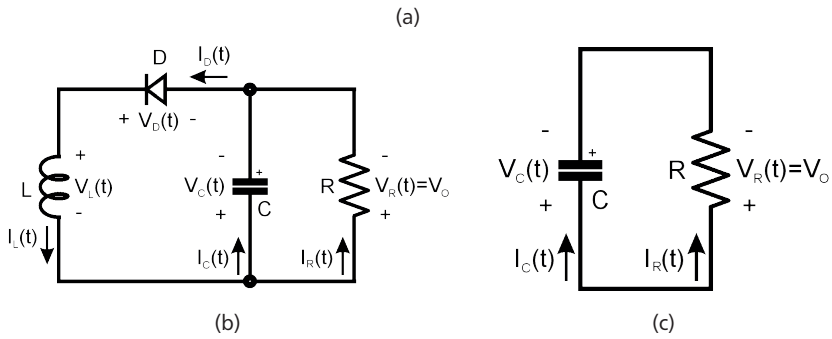 (a)
D
I_D(t)
+ V_D(t) -
+
V_L(t)
-
L
I_L(t)
-
+
V_C(t)
+
C
I_C(t)
-
R
V_R(t)=V_O
+
I_R(t)
(b)
-
+
V_C(t)
+
C
I_C(t)
-
R
V_R(t)=V_O
+
I_R(t)
(c)